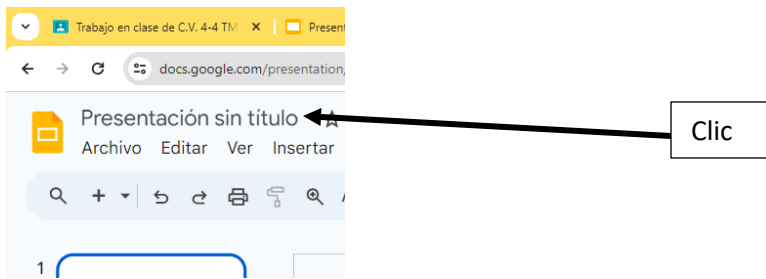 Trabajo en clase de C.V. 4-4 TM
Presen
docs.google.com/presentation
Presentación sin título
Clic
Archivo Editar Ver Insertar
1